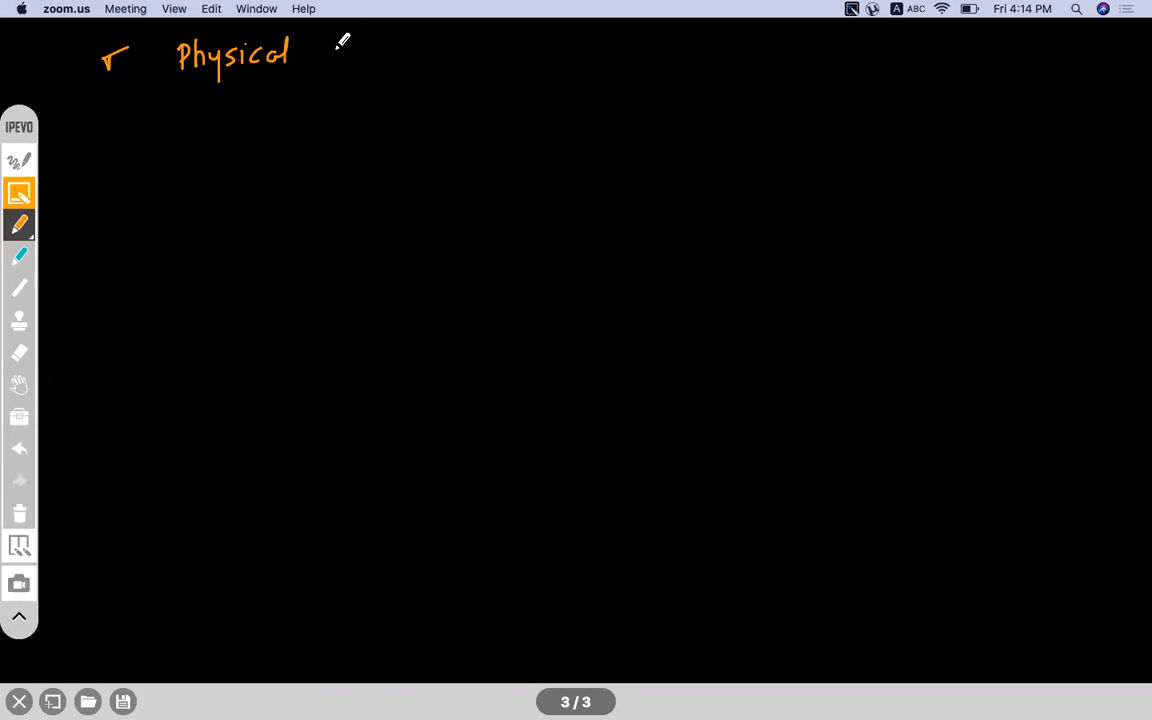 zoom.us Meeting View Edit Window Help A ABC Fri 4:14 PM
Physical
IPEVO
3 / 3